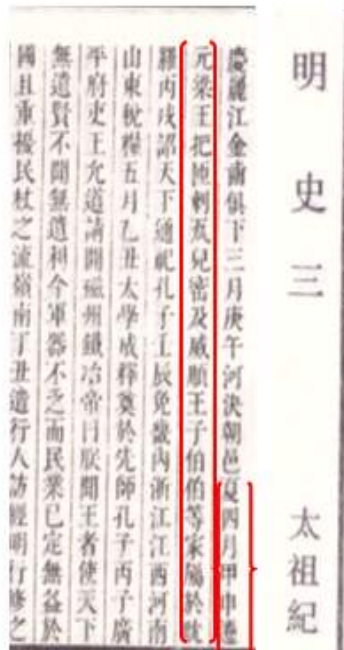 明史三 太祖紀
慶麗江金齒俱下三月庚午河決朝邑夏四月甲申遷
元梁王把匝剌瓦兒密及威順王子伯伯等家屬於耽
羅丙戌詔天下通祀孔子壬辰免畿內浙江江西河南
山東稅糧五月乙丑太學成釋奠於先師孔子丙子廣
平府吏王允道請開磁州鐵冶帝曰朕聞王者使天下
無遺賢不聞無遺利今軍器不乏而民業已定無益於
國且重擾民杖之流嶺南丁丑遣行人訪經明行修之